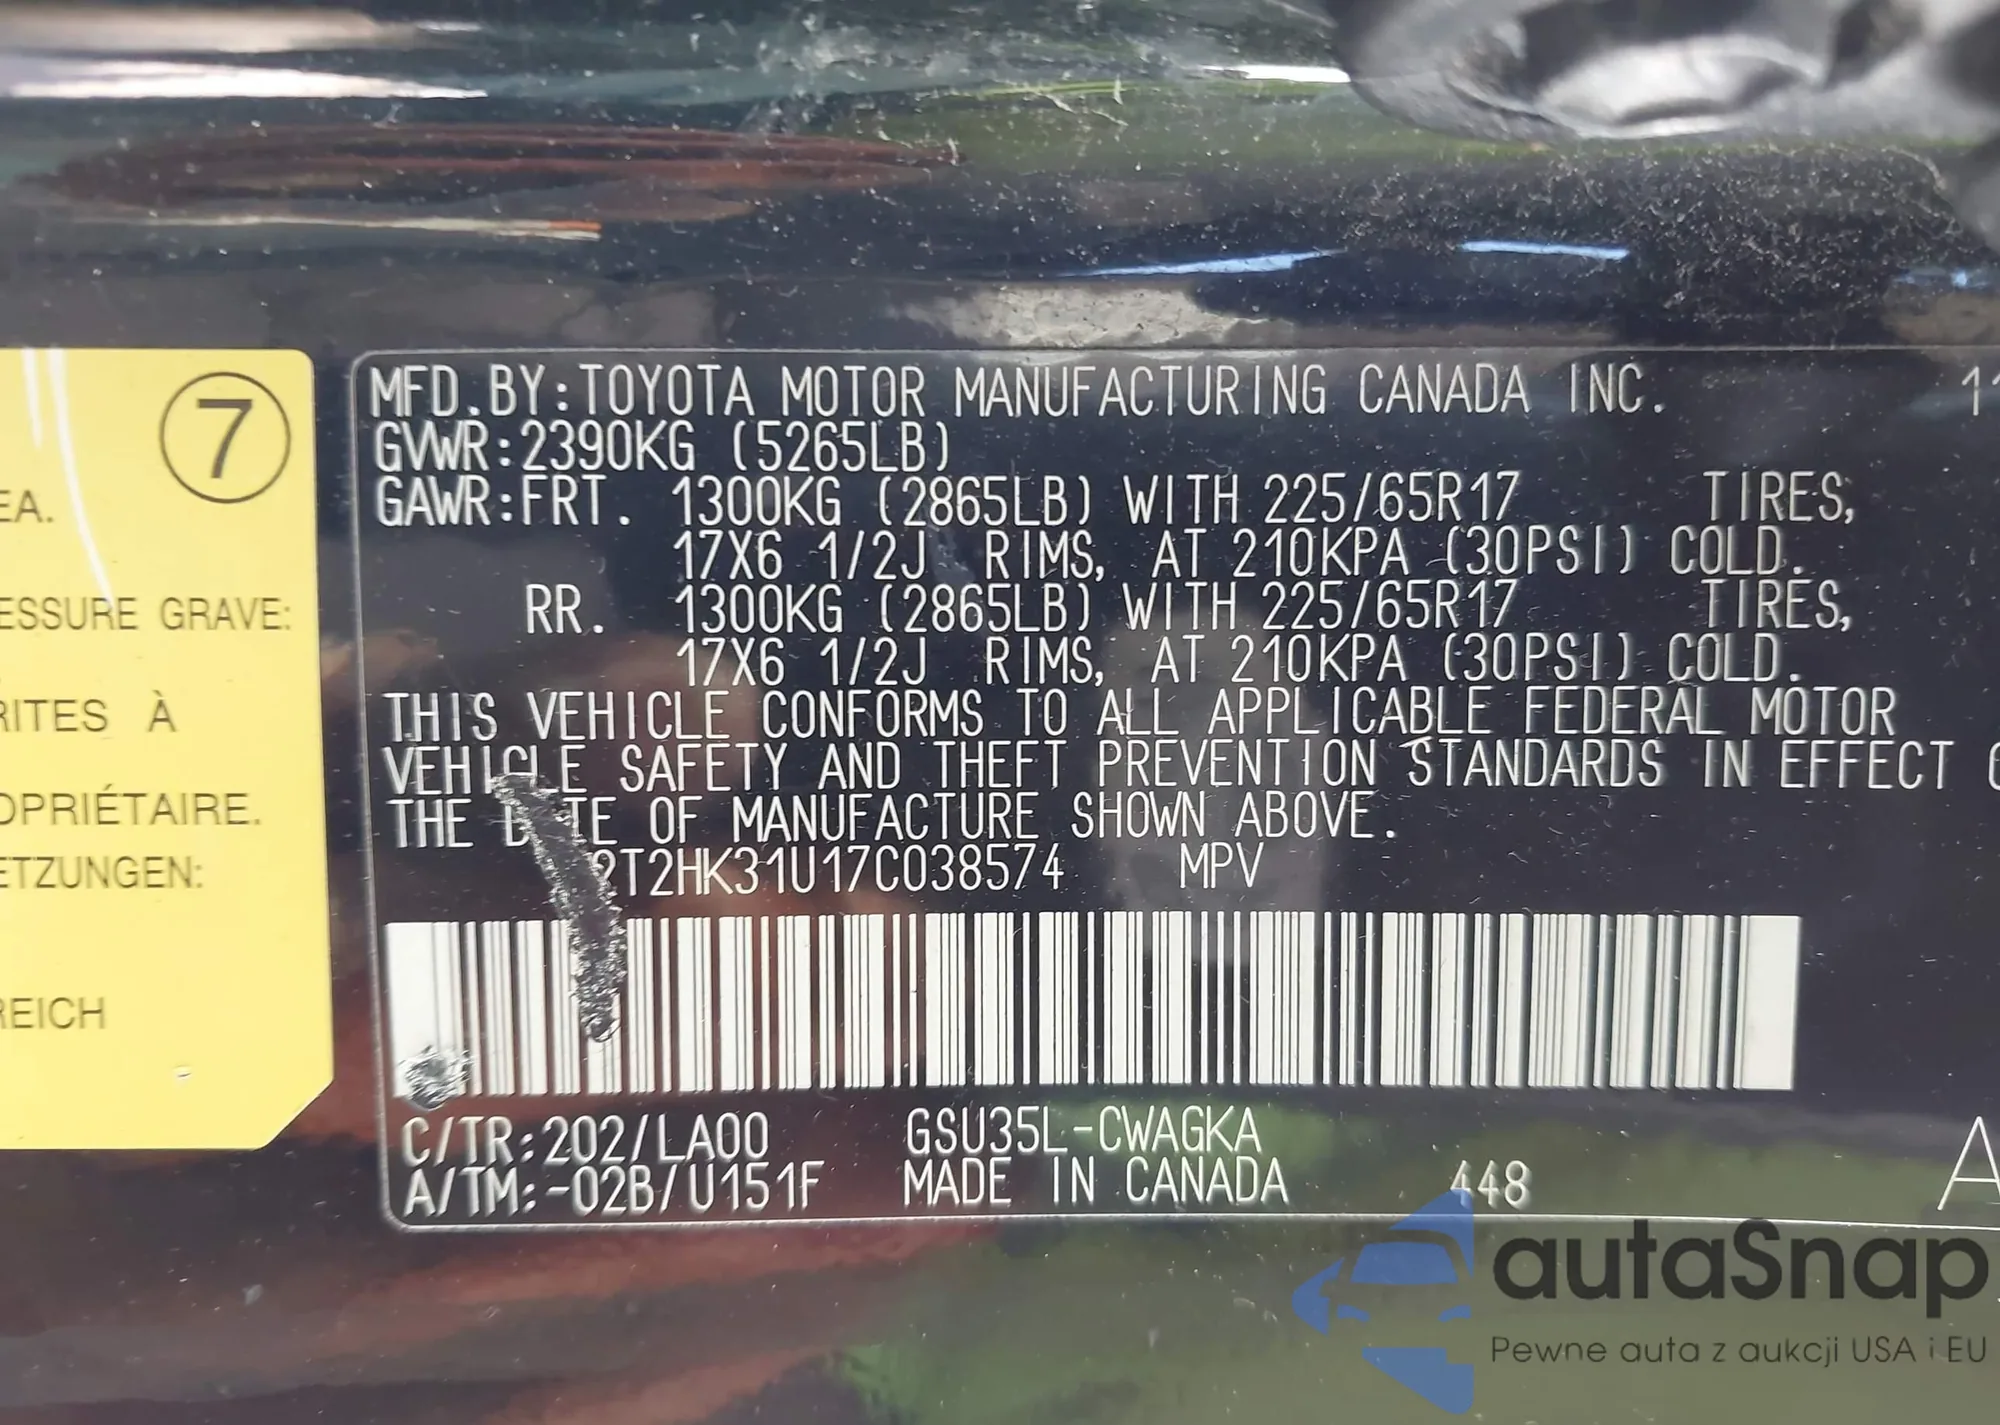 7
EA.
ESSURE GRAVE:
RITES À
OPRIÉTAIRE.
ETZUNGEN:
REICH
MFD.BY:TOYOTA MOTOR MANUFACTURING CANADA INC. 11
GVWR:2390KG (5265LB)
GAWR:FRT. 1300KG (2865LB) WITH 225/65R17 TIRES,
17X6 1/2J RIMS, AT 210KPA (30PSI) COLD.
RR. 1300KG (2865LB) WITH 225/65R17 TIRES,
17X6 1/2J RIMS, AT 210KPA (30PSI) COLD.
THIS VEHICLE CONFORMS TO ALL APPLICABLE FEDERAL MOTOR
VEHICLE SAFETY AND THEFT PREVENTION STANDARDS IN EFFECT
THE DATE OF MANUFACTURE SHOWN ABOVE.
2T2HK31U17C038574 MPV
C/TR:202/LA00 GSU35L-CWAGKA
A/TM:-02B/U151F MADE IN CANADA 448 A
autaSnap
Pewne auta z aukcji USA i EU